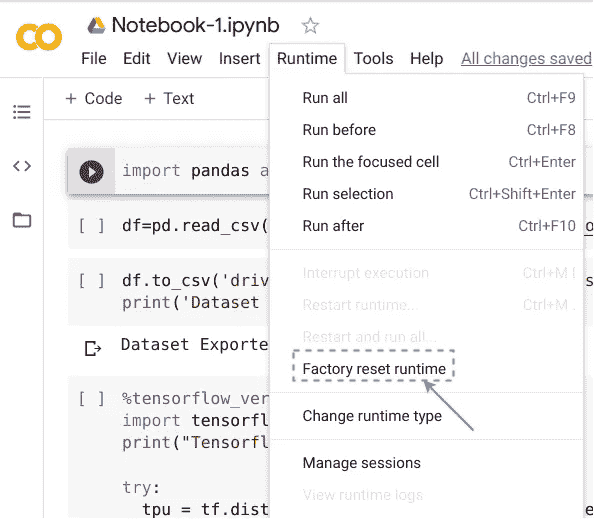 Notebook-1.ipynb
File Edit View Insert Runtime Tools Help All changes saved
+ Code + Text
Run all Ctrl+F9
Run before Ctrl+F8
Run the focused cell Ctrl+Enter
Run selection Ctrl+Shift+Enter
Run after Ctrl+F10
Interrupt execution Ctrl+M I
Restart runtime... Ctrl+M .
Restart and run all...
Factory reset runtime
Change runtime type
Manage sessions
View runtime logs
import pandas a
[ ] df=pd.read_csv(
[ ] df.to_csv('driv
print('Dataset
Dataset Exporte
[ ] %tensorflow_ver
import tensorf
print("Tensorfl
try:
tpu = tf.dist